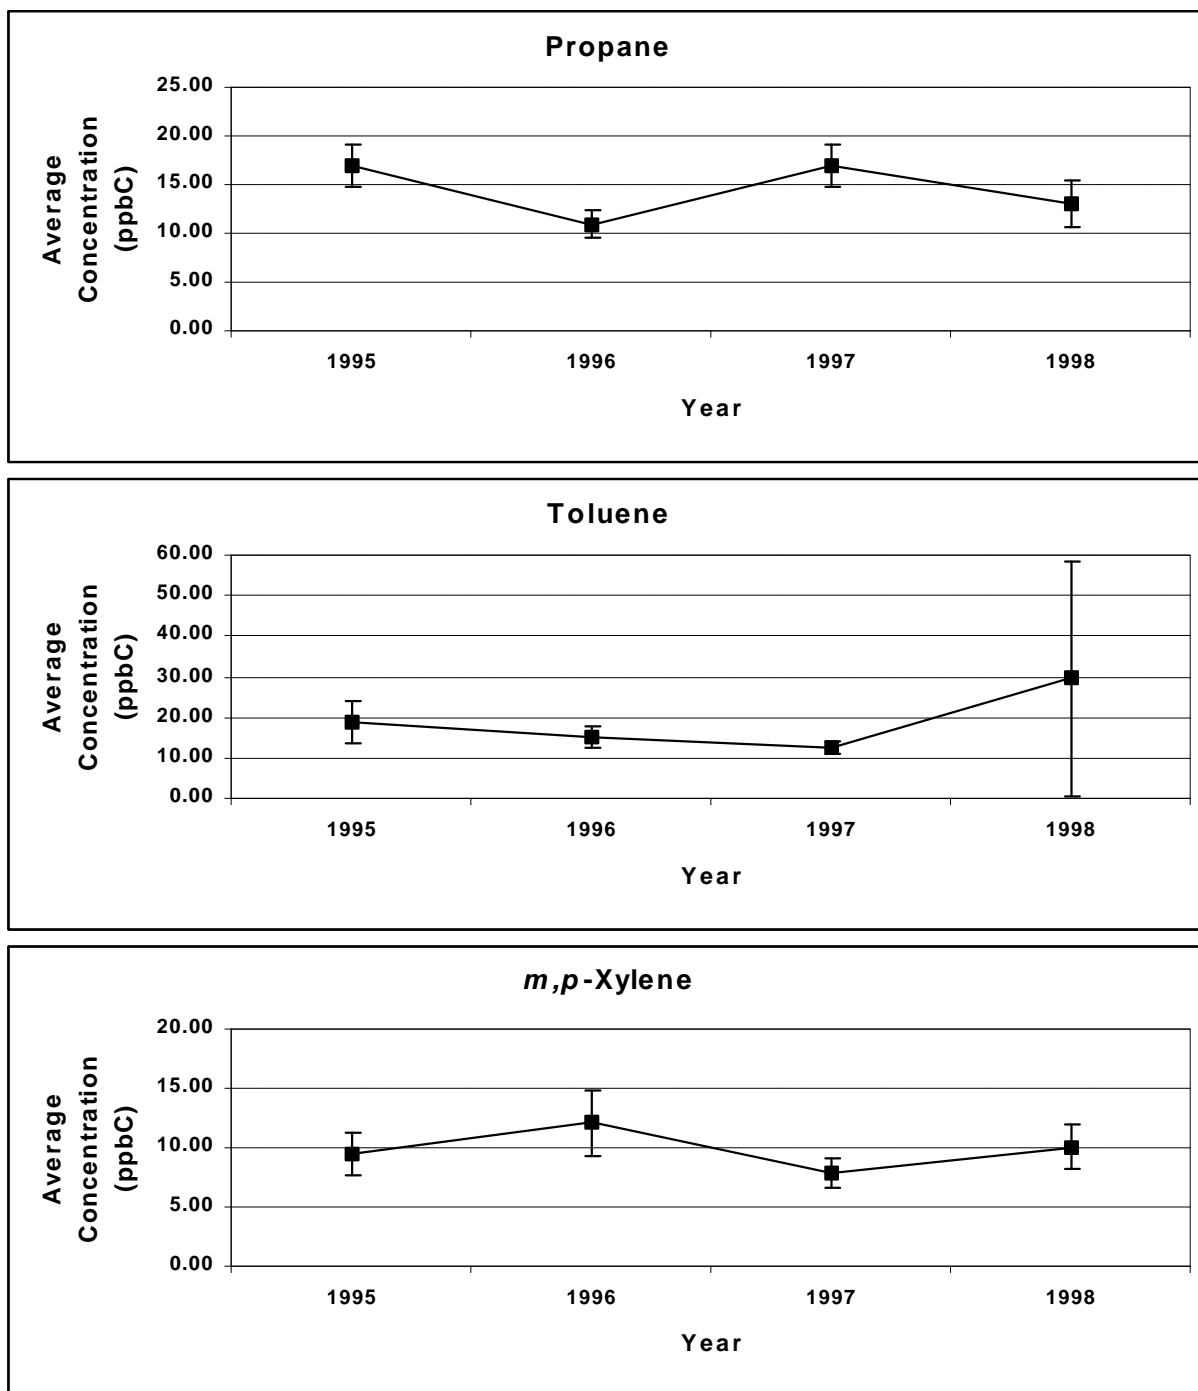 Propane
25.00
20.00
15.00
10.00
5.00
0.00
Average
Concentration
(ppbC)
1995 1996 1997 1998
Year
Toluene
60.00
50.00
40.00
30.00
20.00
10.00
0.00
Average
Concentration
(ppbC)
1995 1996 1997 1998
Year
m,p-Xylene
20.00
15.00
10.00
5.00
0.00
Average
Concentration
(ppbC)
1995 1996 1997 1998
Year